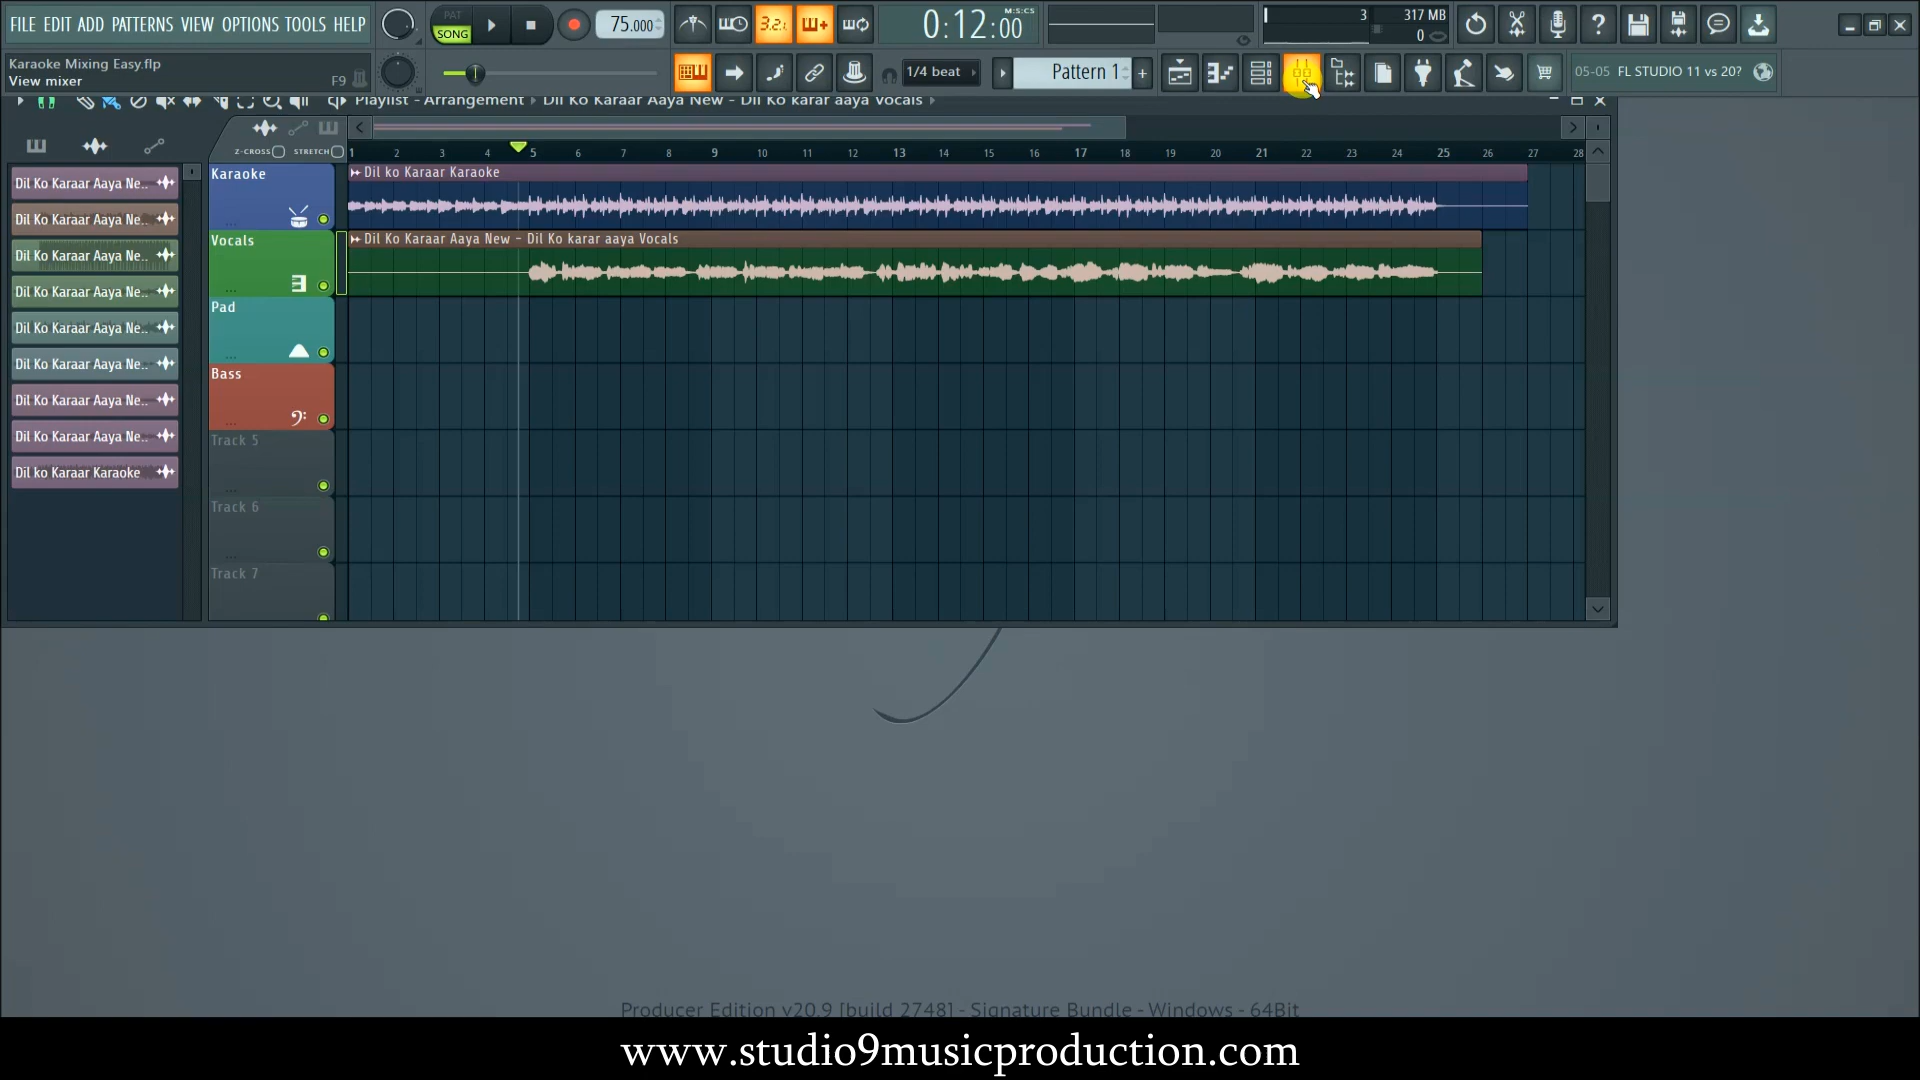 FILE EDIT ADD PATTERNS VIEW OPTIONS TOOLS HELP
PAT
SONG
75.000
3.2.
0:12:00
M:S:CS
3
317 MB
0
Karaoke Mixing Easy.flp
View mixer
F9
1/4 beat
Pattern 1
05-05 FL STUDIO 11 vs 20?
Playlist - Arrangement
Dil Ko Karaar Aaya New - Dil Ko karar aaya Vocals
Z-CROSS
STRETCH
1 2 3 4 5 6 7 8 9 10 11 12 13 14 15 16 17 18 19 20 21 22 23 24 25 26 27 28
Dil Ko Karaar Aaya Ne..
Dil Ko Karaar Aaya Ne..
Dil Ko Karaar Aaya Ne..
Dil Ko Karaar Aaya Ne..
Dil Ko Karaar Aaya Ne..
Dil Ko Karaar Aaya Ne..
Dil Ko Karaar Aaya Ne..
Dil Ko Karaar Aaya Ne..
Dil ko Karaar Karaoke
Karaoke
Dil ko Karaar Karaoke
Vocals
Dil Ko Karaar Aaya New - Dil Ko karar aaya Vocals
Pad
Bass
Track 5
Track 6
Track 7
Producer Edition v20.9 [build 2748] - Signature Bundle - Windows - 64Bit
www.studio9musicproduction.com